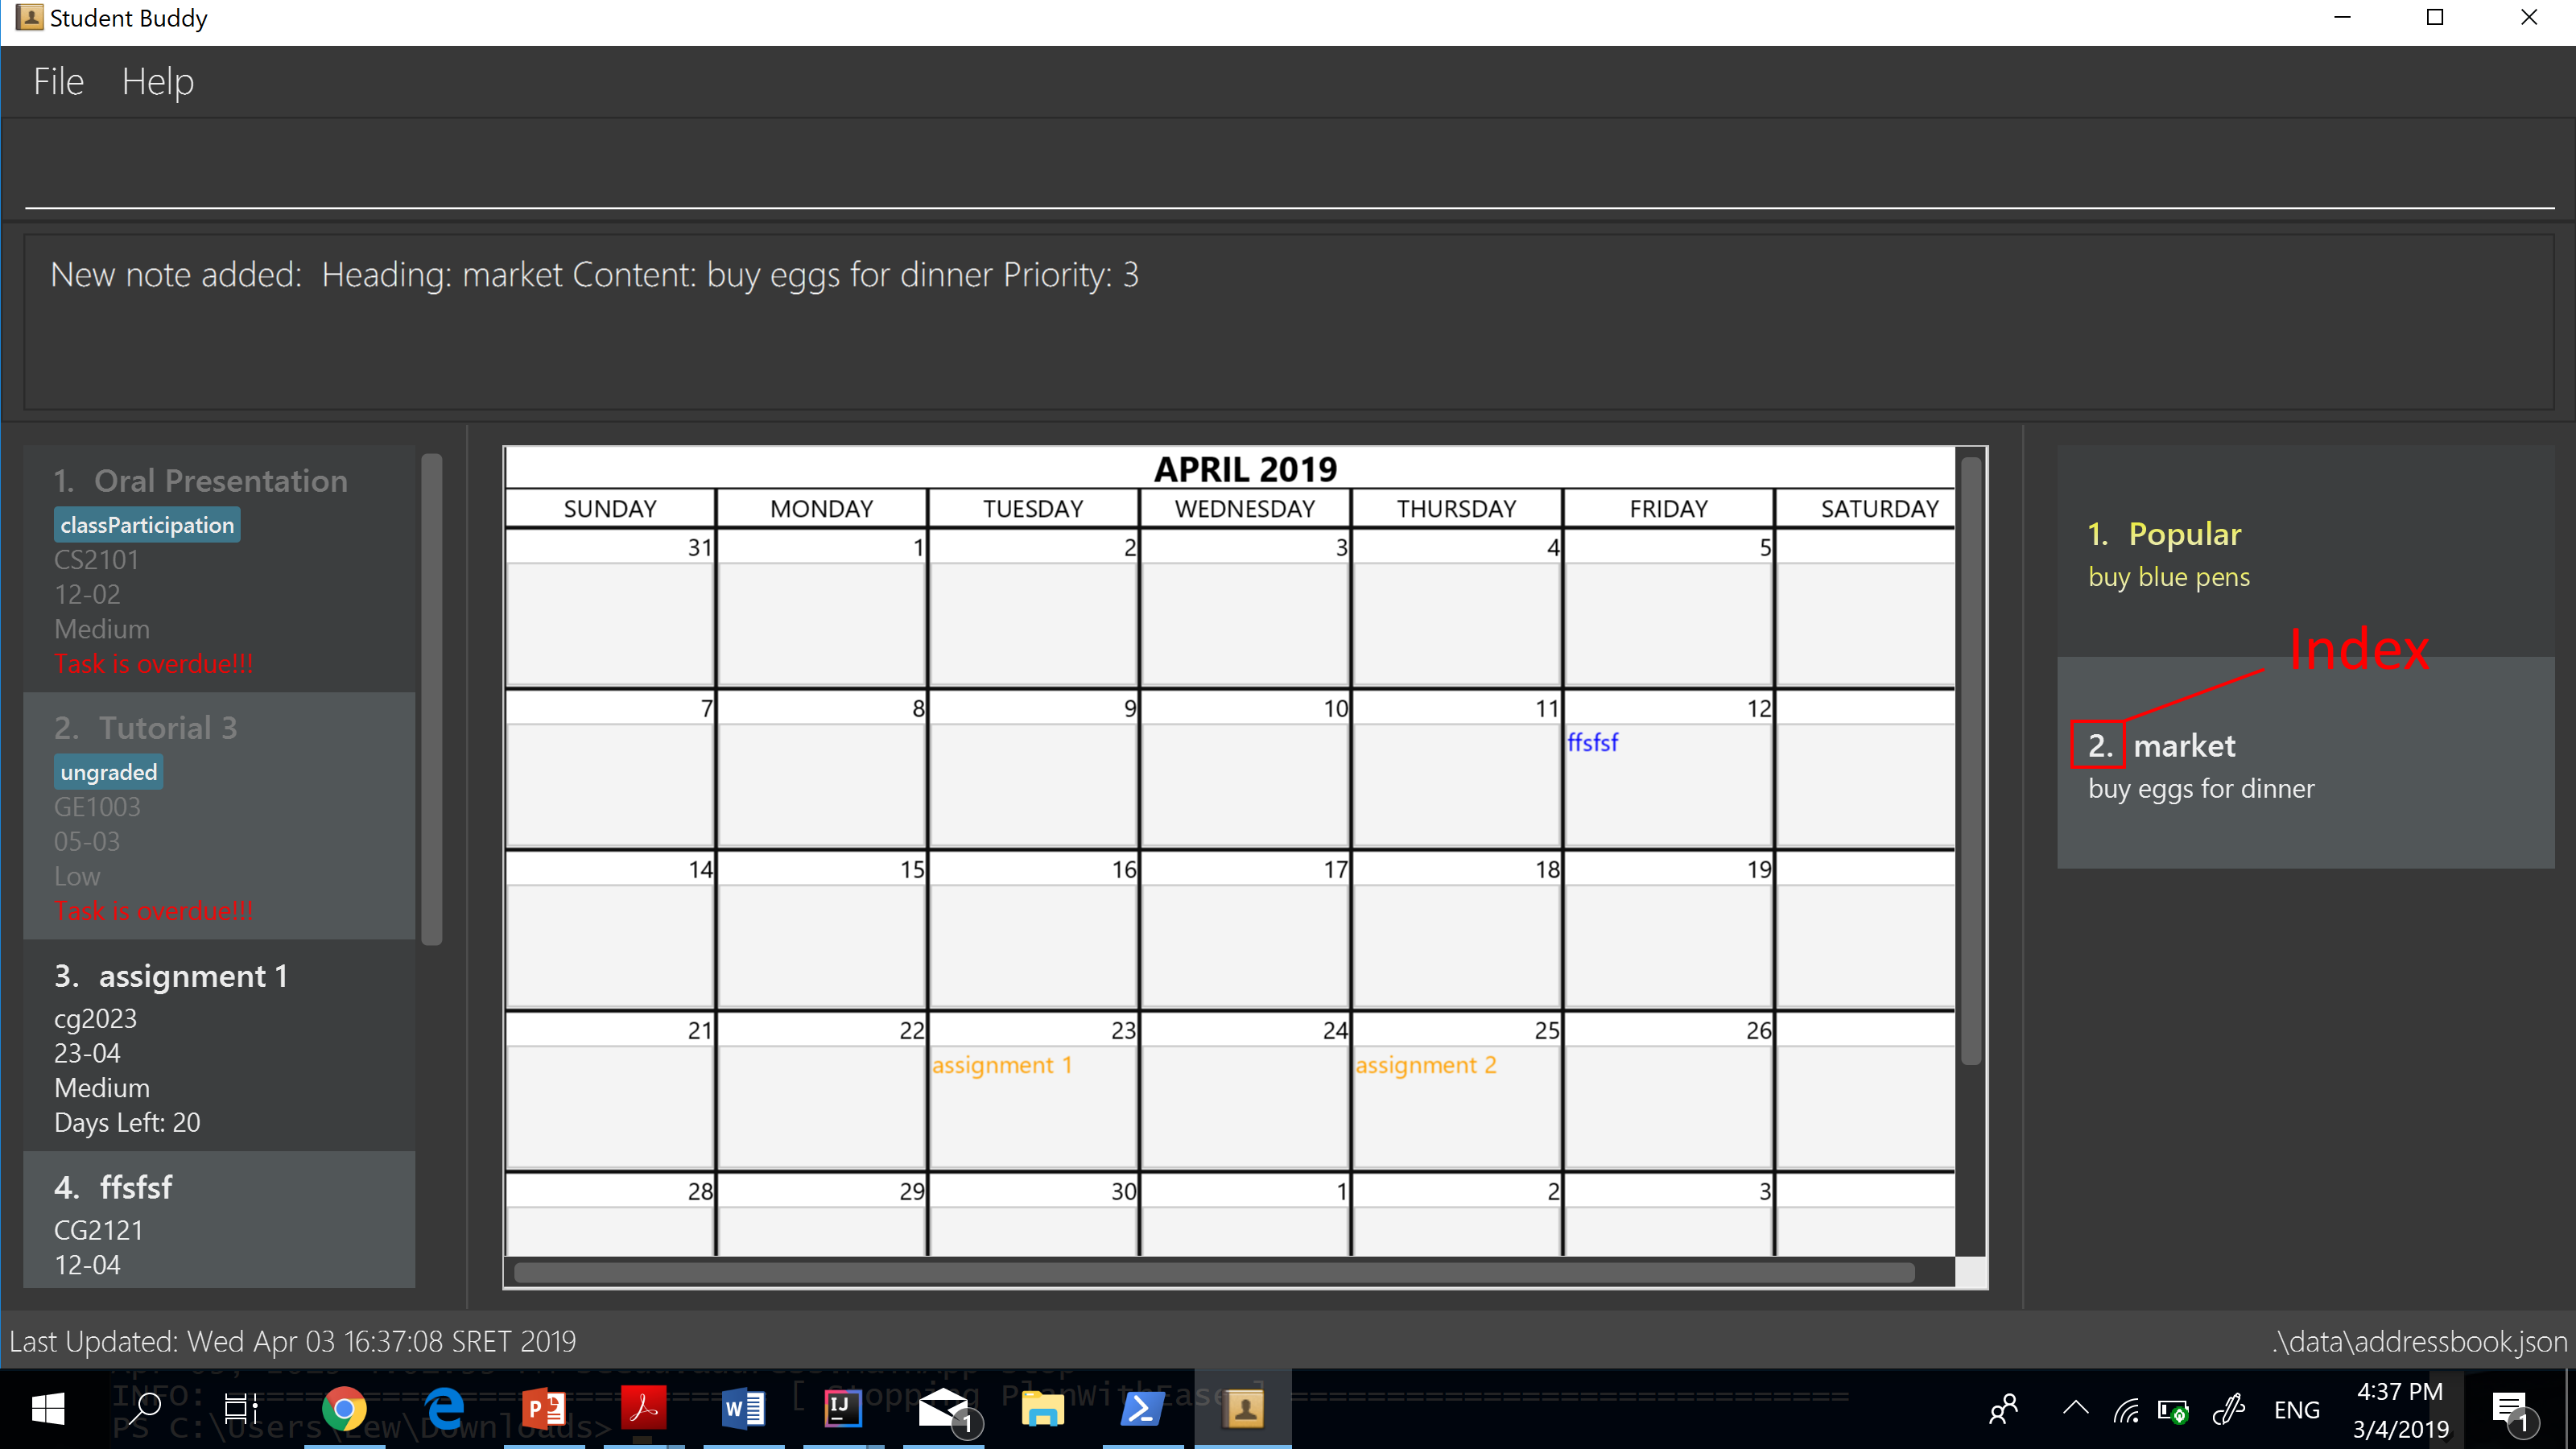 Student Buddy
File Help
New note added: Heading: market Content: buy eggs for dinner Priority: 3
1. Oral Presentation
classParticipation
CS2101
12-02
Medium
Task is overdue!!!
2. Tutorial 3
ungraded
GE1003
05-03
Low
Task is overdue!!!
3. assignment 1
cg2023
23-04
Medium
Days Left: 20
4. ffsfsf
CG2121
12-04
APRIL 2019
SUNDAY MONDAY TUESDAY WEDNESDAY THURSDAY FRIDAY SATURDAY
31 1 2 3 4 5
7 8 9 10 11 12
ffsfsf
14 15 16 17 18 19
21 22 23 24 25 26
assignment 1 assignment 2
28 29 30 1 2 3
1. Popular
buy blue pens
Index
2. market
buy eggs for dinner
Last Updated: Wed Apr 03 16:37:08 SRET 2019
.\data\addressbook.json
INFO: [ Stopping PlanWithEase ]
PS C:\Users\Lew\Downloads>
1
ENG
4:37 PM
3/4/2019
1